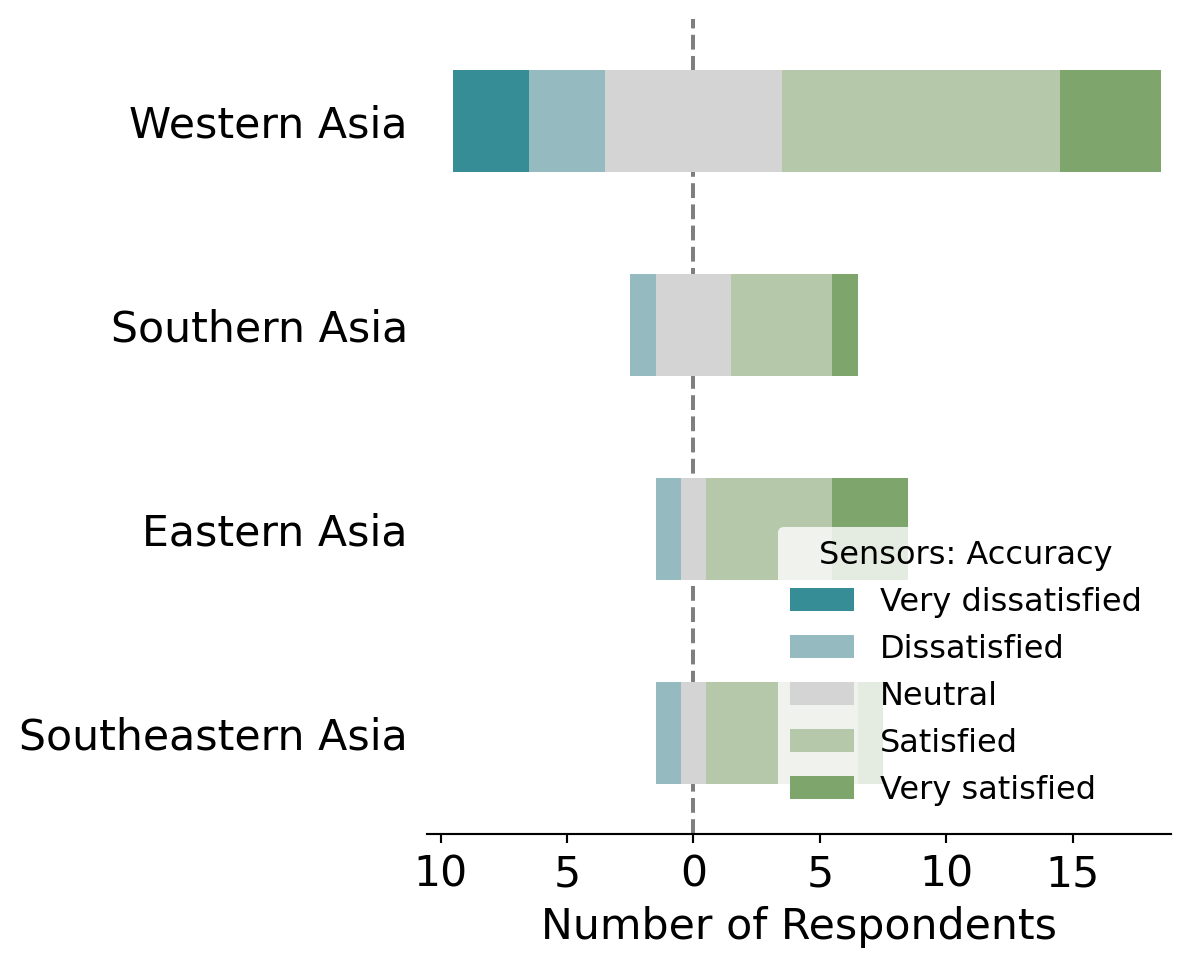 Western Asia
Southern Asia
Eastern Asia
Southeastern Asia
Sensors: Accuracy
Very dissatisfied
Dissatisfied
Neutral
Satisfied
Very satisfied
10 5 0 5 10 15
Number of Respondents